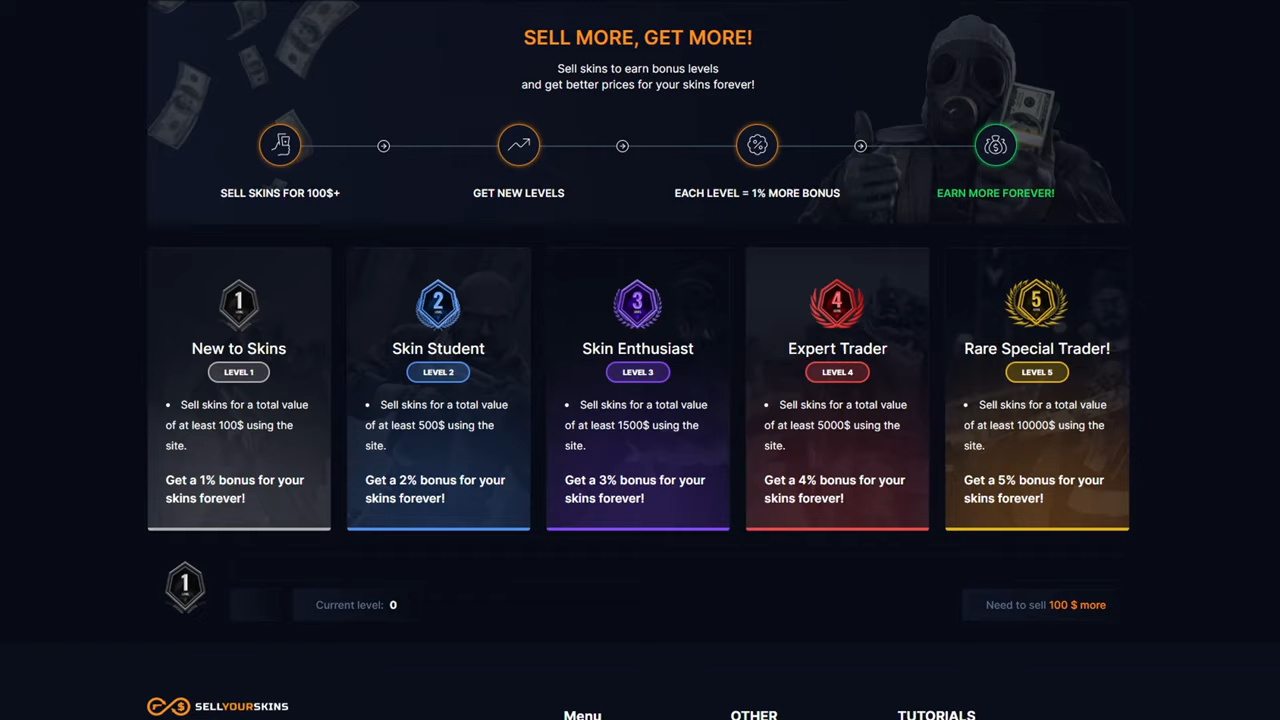 SELL MORE, GET MORE!
Sell skins to earn bonus levels
and get better prices for your skins forever!
SELL SKINS FOR 100$+
GET NEW LEVELS
EACH LEVEL = 1% MORE BONUS
EARN MORE FOREVER!
1
LEVEL
New to Skins
LEVEL 1
• Sell skins for a total value
of at least 100$ using the
site.
Get a 1% bonus for your
skins forever!
2
LEVEL
Skin Student
LEVEL 2
• Sell skins for a total value
of at least 500$ using the
site.
Get a 2% bonus for your
skins forever!
3
LEVEL
Skin Enthusiast
LEVEL 3
• Sell skins for a total value
of at least 1500$ using the
site.
Get a 3% bonus for your
skins forever!
4
LEVEL
Expert Trader
LEVEL 4
• Sell skins for a total value
of at least 5000$ using the
site.
Get a 4% bonus for your
skins forever!
5
LEVEL
Rare Special Trader!
LEVEL 5
• Sell skins for a total value
of at least 10000$ using the
site.
Get a 5% bonus for your
skins forever!
1
LEVEL
Current level: 0
Need to sell 100 $ more
SELLYOURSKINS
Menu
OTHER
TUTORIALS